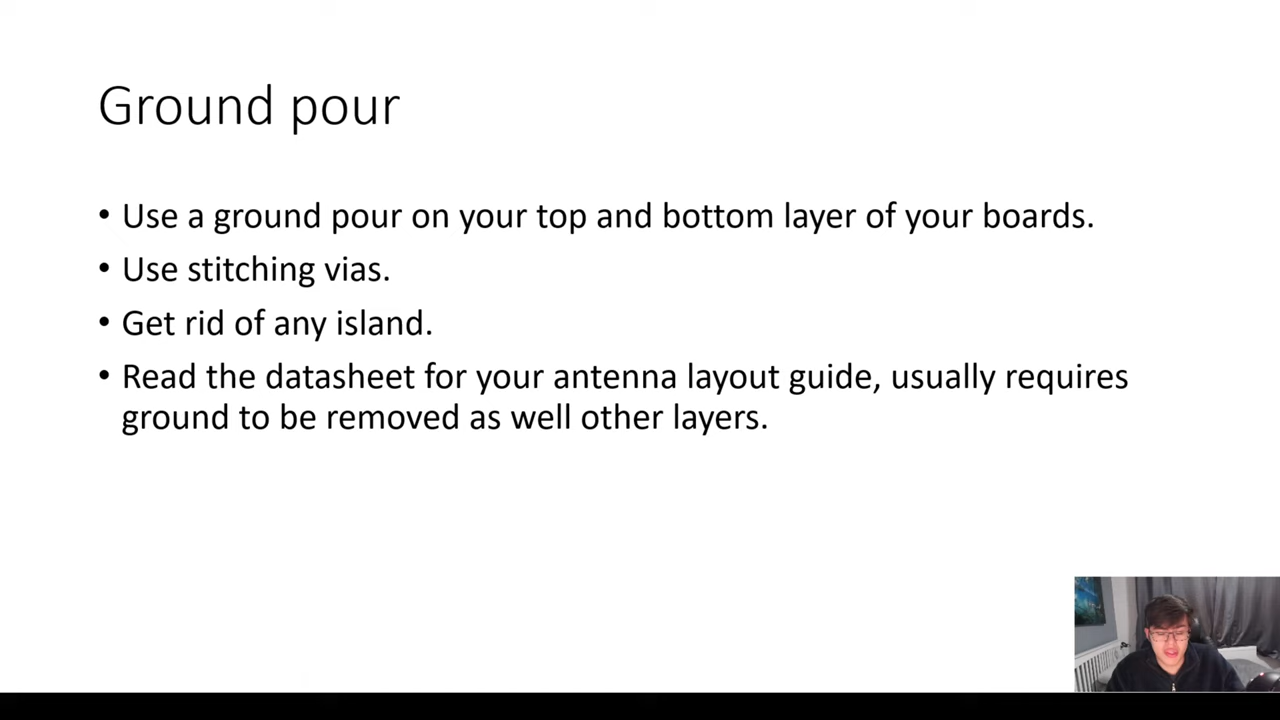 Ground pour
• Use a ground pour on your top and bottom layer of your boards.
• Use stitching vias.
• Get rid of any island.
• Read the datasheet for your antenna layout guide, usually requires
ground to be removed as well other layers.